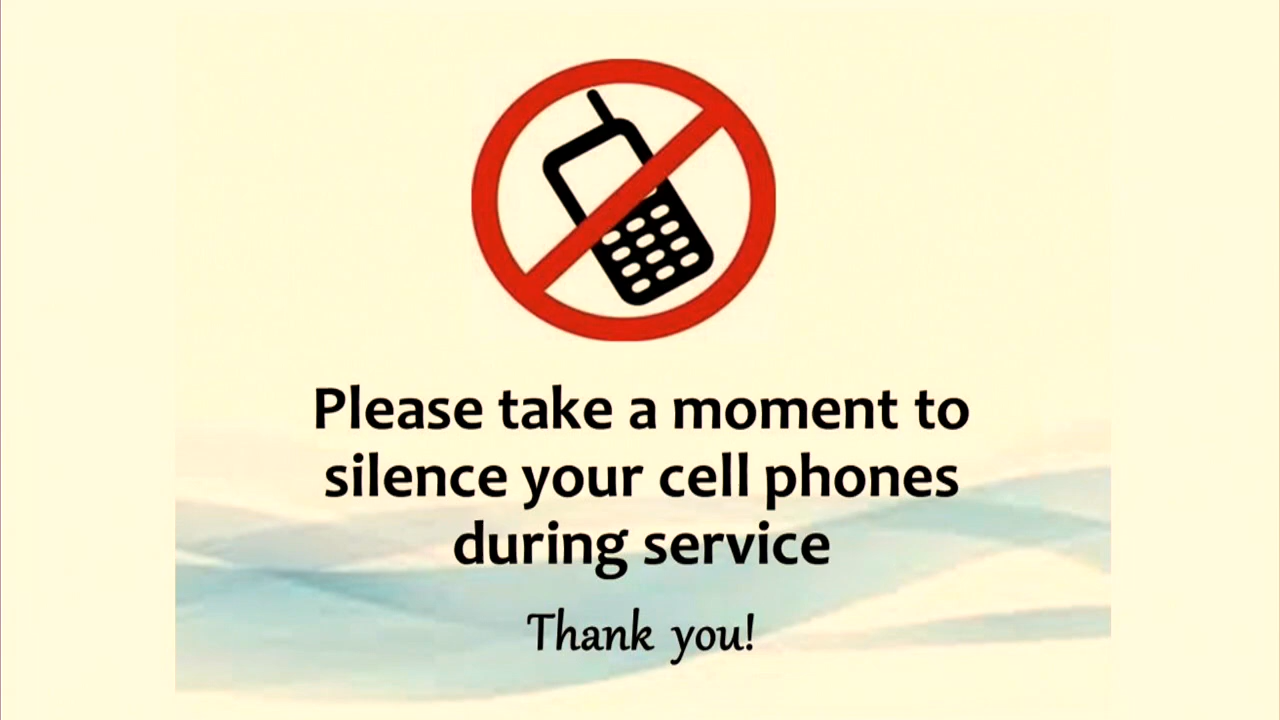 Please take a moment to
silence your cell phones
during service
Thank you!